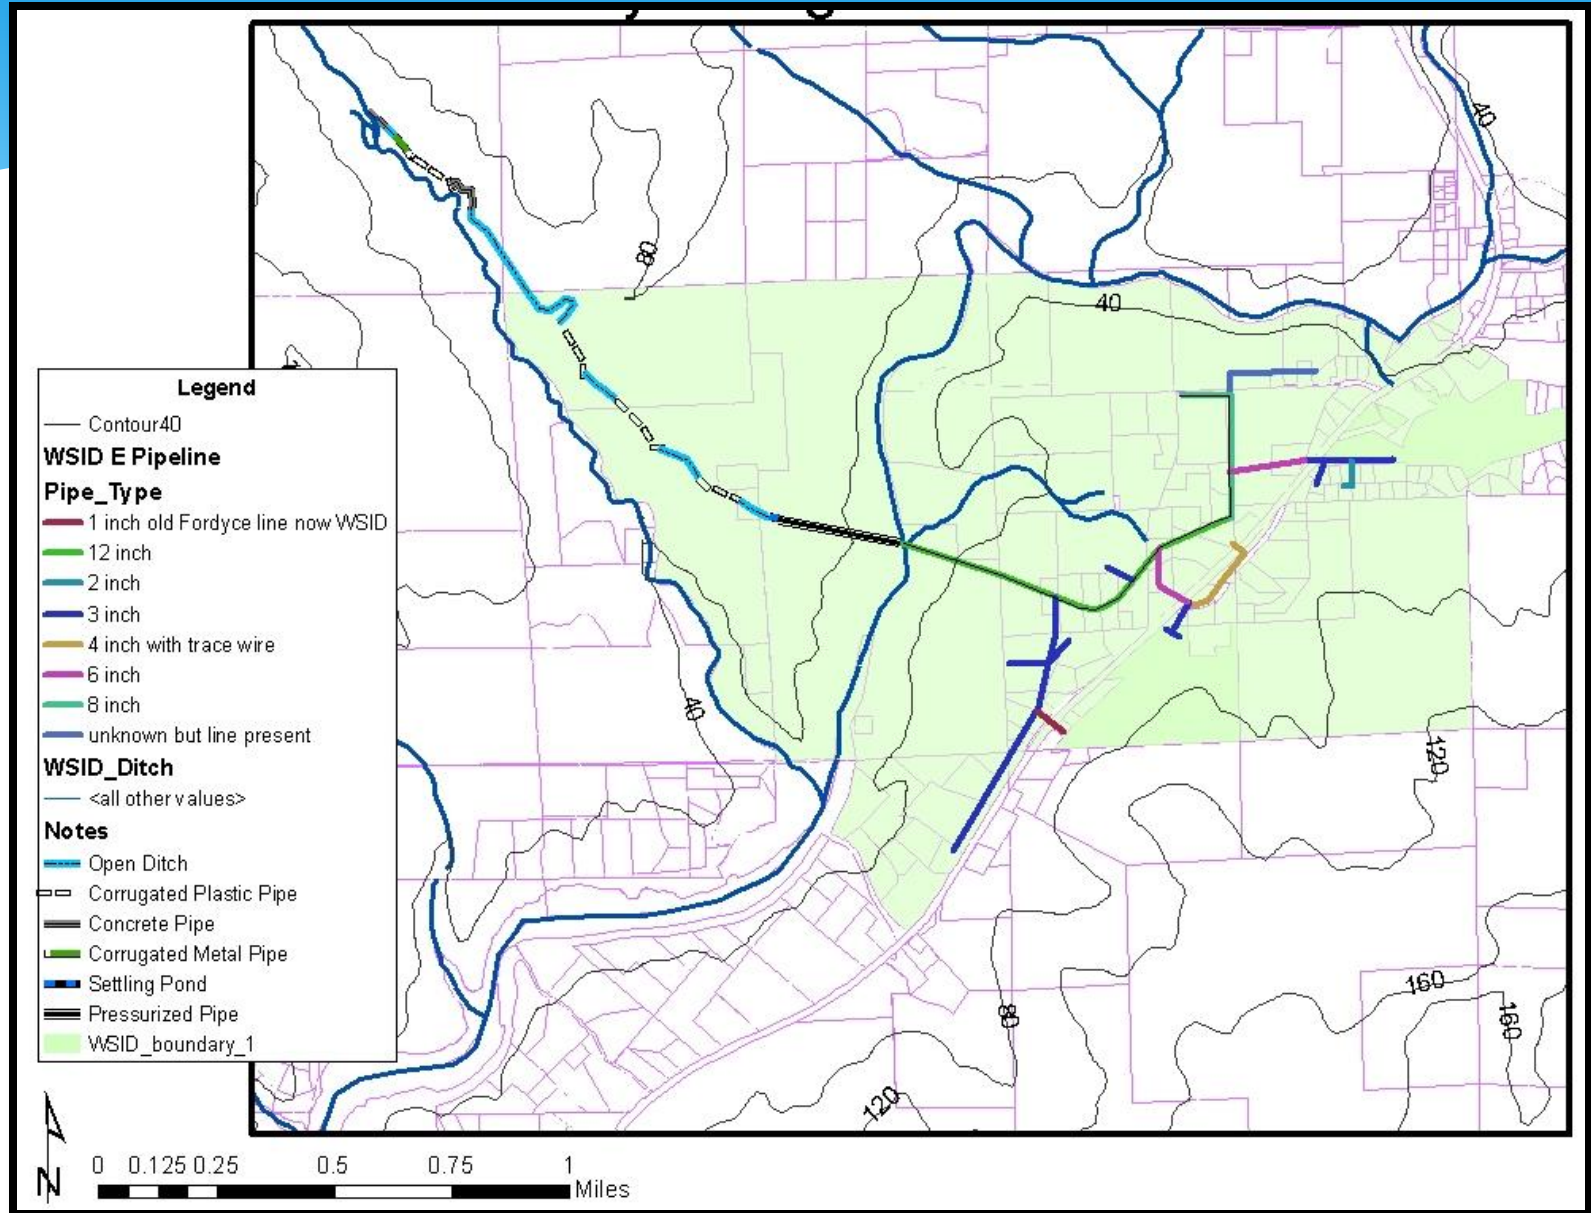 40
80
40
Legend
Contour40
WSID E Pipeline
Pipe_Type
1 inch old Fordyce line now WSID
12 inch
2 inch
3 inch
4 inch with trace wire
6 inch
8 inch
unknown but line present
WSID_Ditch
<all other values>
Notes
Open Ditch
Corrugated Plastic Pipe
Concrete Pipe
Corrugated Metal Pipe
Settling Pond
Pressurized Pipe
WSID_boundary_1
40
120
160
160
80
120
N
0 0.125 0.25 0.5 0.75 1
Miles